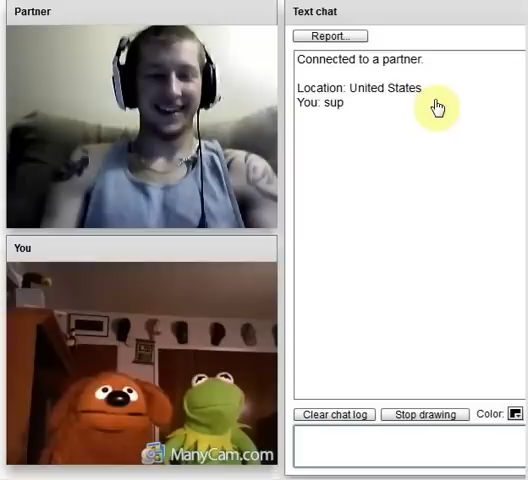 Partner
Text chat
Report...
Connected to a partner.
Location: United States
You: sup
You
ManyCam.com
Clear chat log
Stop drawing
Color: